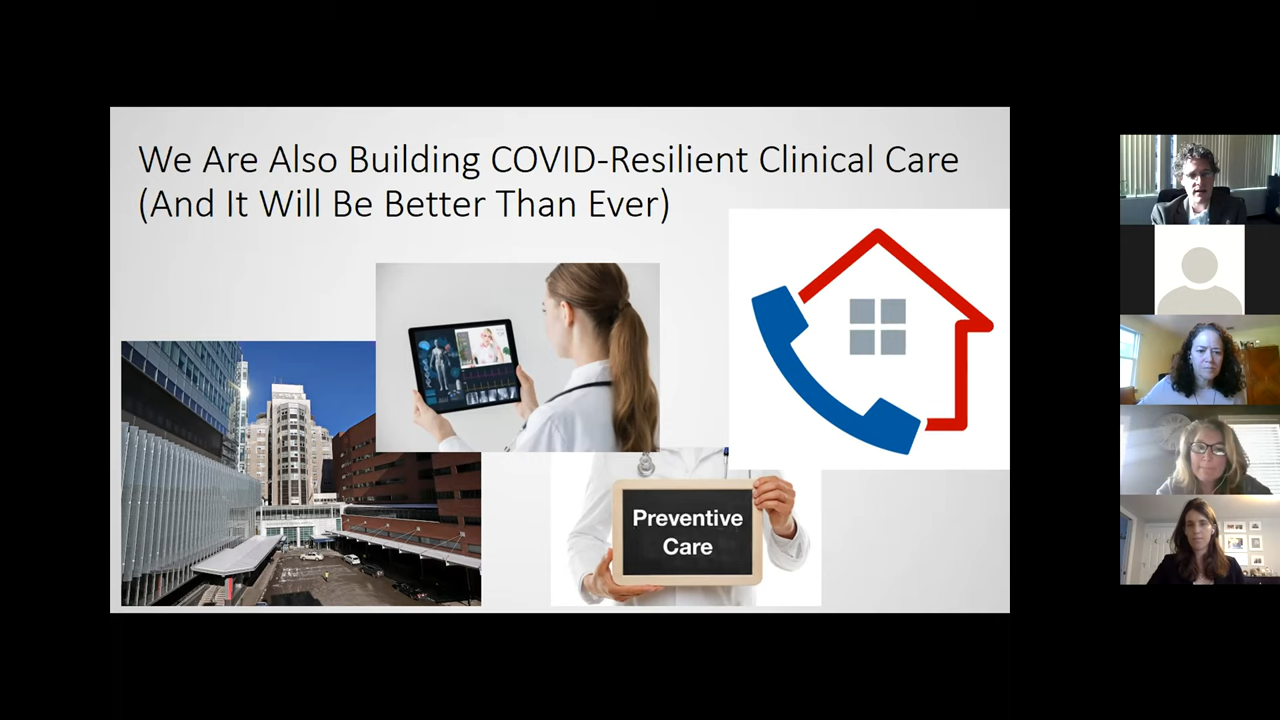 We Are Also Building COVID-Resilient Clinical Care
(And It Will Be Better Than Ever)
Preventive
Care